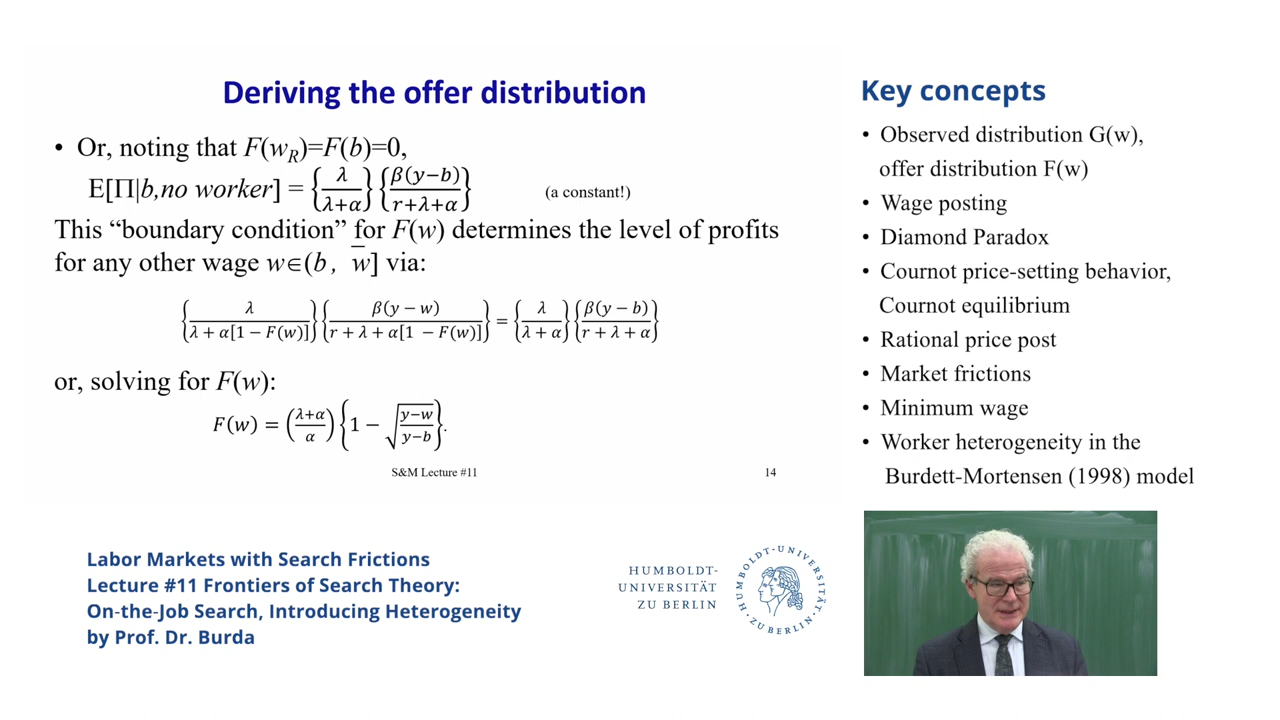 Deriving the offer distribution
• Or, noting that F(w_R)=F(b)=0,
E[Π|b,no worker] = {λ/(λ+α)} {β(y−b)/(r+λ+α)} (a constant!)
This “boundary condition” for F(w) determines the level of profits
for any other wage w∈(b, w̅] via:
{λ/(λ + α[1 − F(w)])} {β(y − w)/(r + λ + α[1 − F(w)])} = {λ/(λ + α)} {β(y − b)/(r + λ + α)}
or, solving for F(w):
F(w) = ((λ+α)/α) {1 − √((y−w)/(y−b))}.
S&M Lecture #11 14
Key concepts
• Observed distribution G(w),
offer distribution F(w)
• Wage posting
• Diamond Paradox
• Cournot price-setting behavior,
Cournot equilibrium
• Rational price post
• Market frictions
• Minimum wage
• Worker heterogeneity in the
Burdett-Mortensen (1998) model
Labor Markets with Search Frictions
Lecture #11 Frontiers of Search Theory:
On-the-Job Search, Introducing Heterogeneity
by Prof. Dr. Burda
HUMBOLDT-
UNIVERSITÄT
ZU BERLIN
HUMBOLDT-UNIVERSITÄT ZU BERLIN